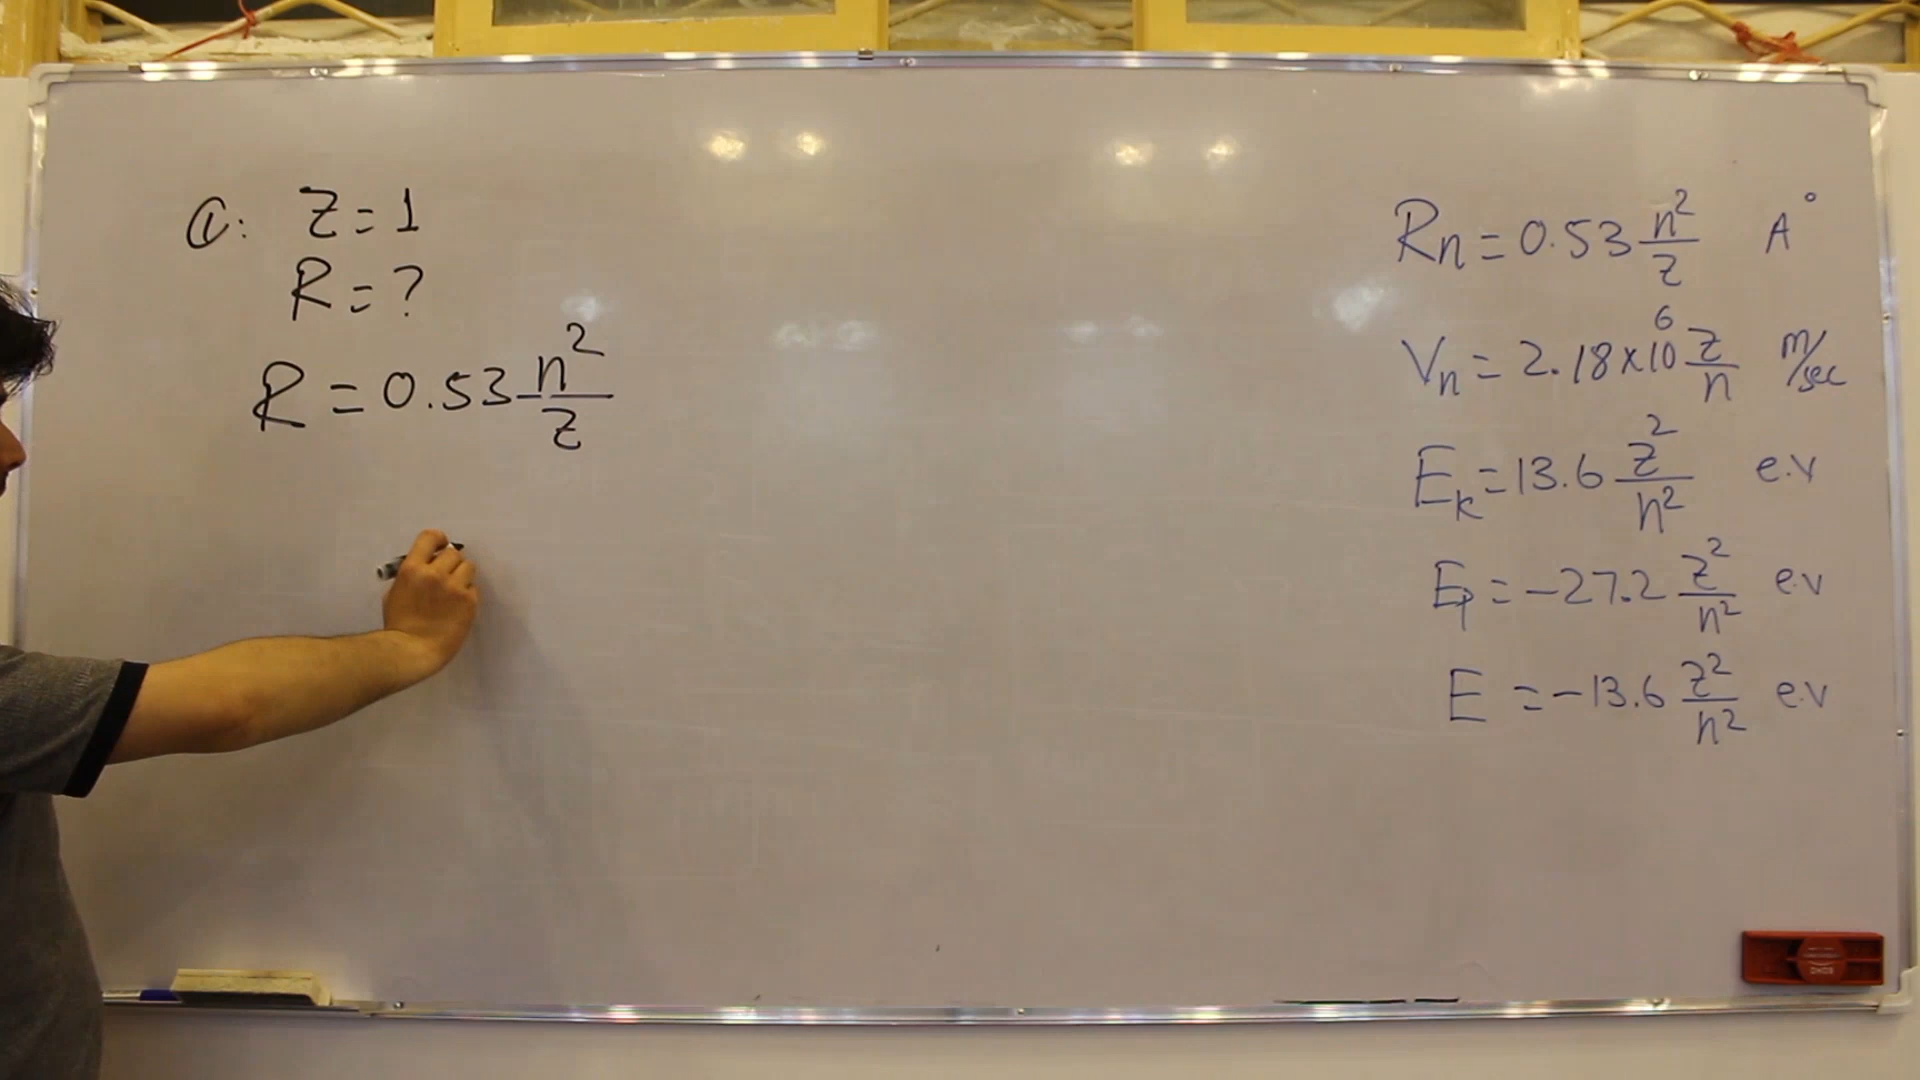 ①: Z=1
R=?
R=0.53 n²/z
Rn=0.53 n²/z A°
Vn=2.18×10⁶ z/n m/sec
Ek=13.6 z²/n² e.v
Ep=-27.2 z²/n² e.v
E=-13.6 z²/n² e.v